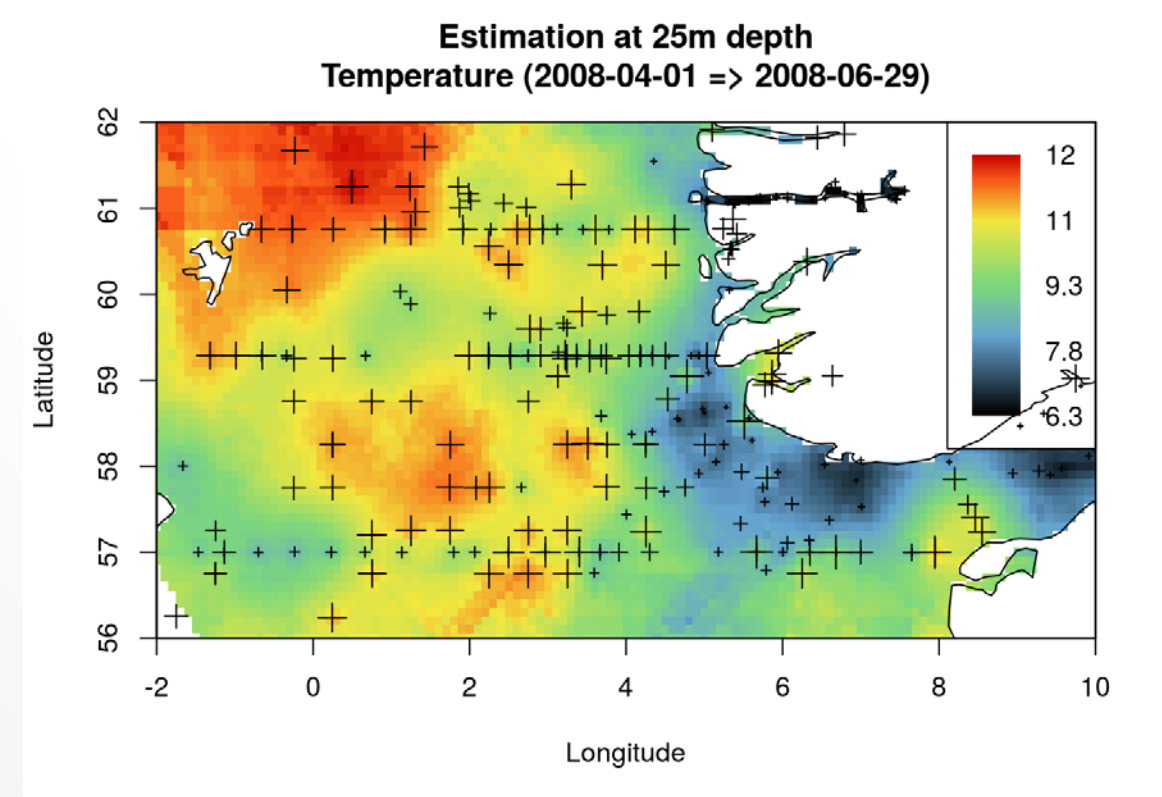 Estimation at 25m depth
Temperature (2008-04-01 => 2008-06-29)
62
61
60
59
58
57
56
Latitude
12
11
9.3
7.8
6.3
-2 0 2 4 6 8 10
Longitude